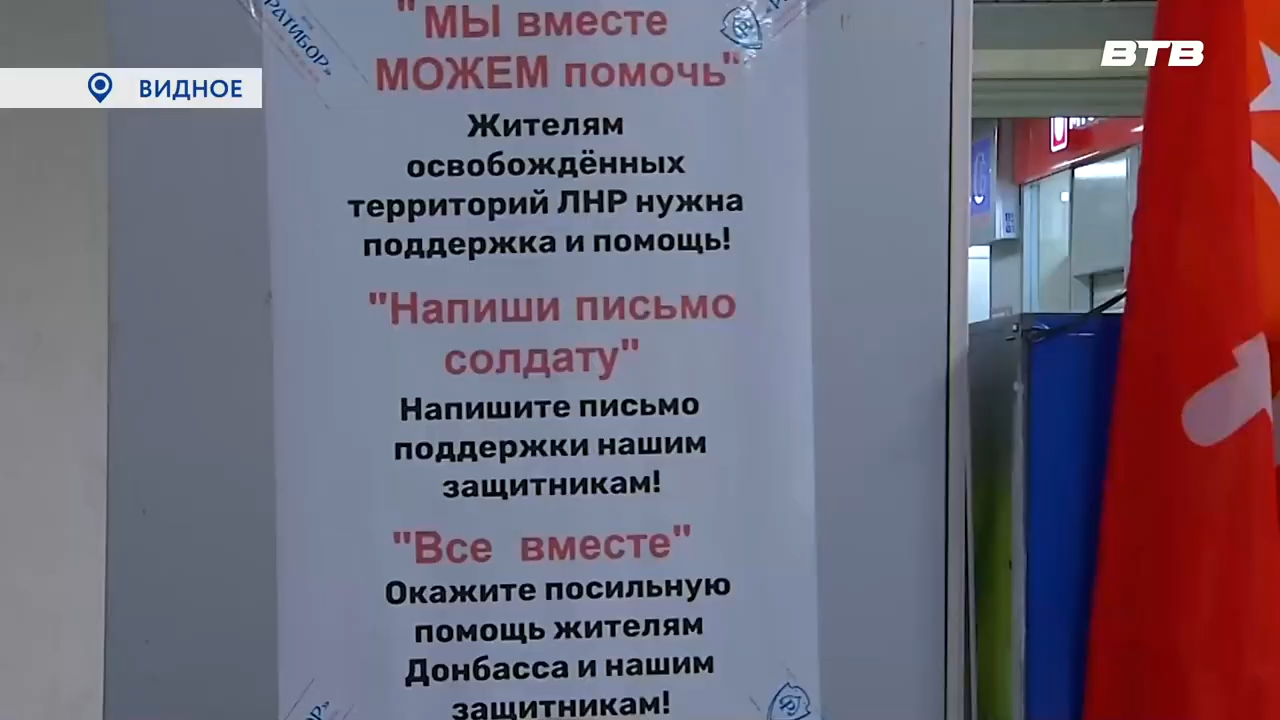 "МЫ вместе
МОЖЕМ помочь"
Жителям
освобождённых
территорий ЛНР нужна
поддержка и помощь!
"Напиши письмо
солдату"
Напишите письмо
поддержки нашим
защитникам!
"Все вместе"
Окажите посильную
помощь жителям
Донбасса и нашим
защитникам!
РАТИБОР»
ВИДНОЕ
ВТВ